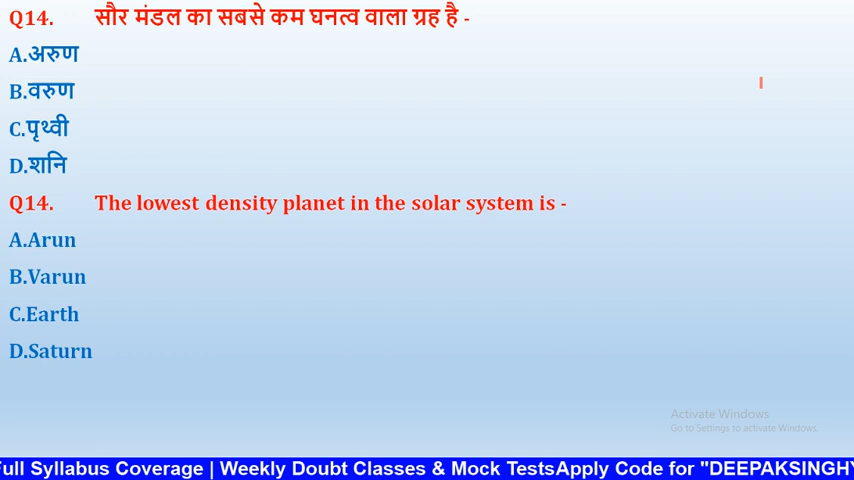 Q14. सौर मंडल का सबसे कम घनत्व वाला ग्रह है -
A.अरुण
B.वरुण
C.पृथ्वी
D.शनि
Q14. The lowest density planet in the solar system is -
A.Arun
B.Varun
C.Earth
D.Saturn
Activate Windows
Go to Settings to activate Windows.
Full Syllabus Coverage | Weekly Doubt Classes & Mock TestsApply Code for "DEEPAKSINGHY